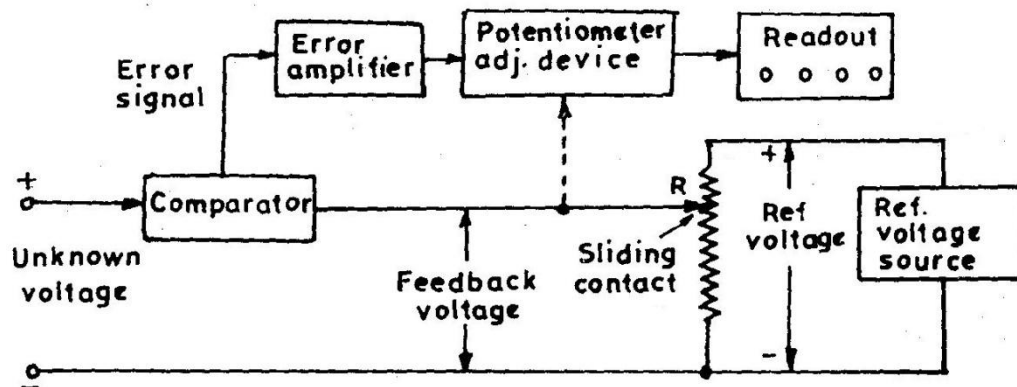 Error
signal
Error
amplifier
Potentiometer
adj. device
Readout
+
Comparator
Unknown
voltage
-
Feedback
voltage
R
Sliding
contact
+
Ref
voltage
-
Ref.
voltage
source